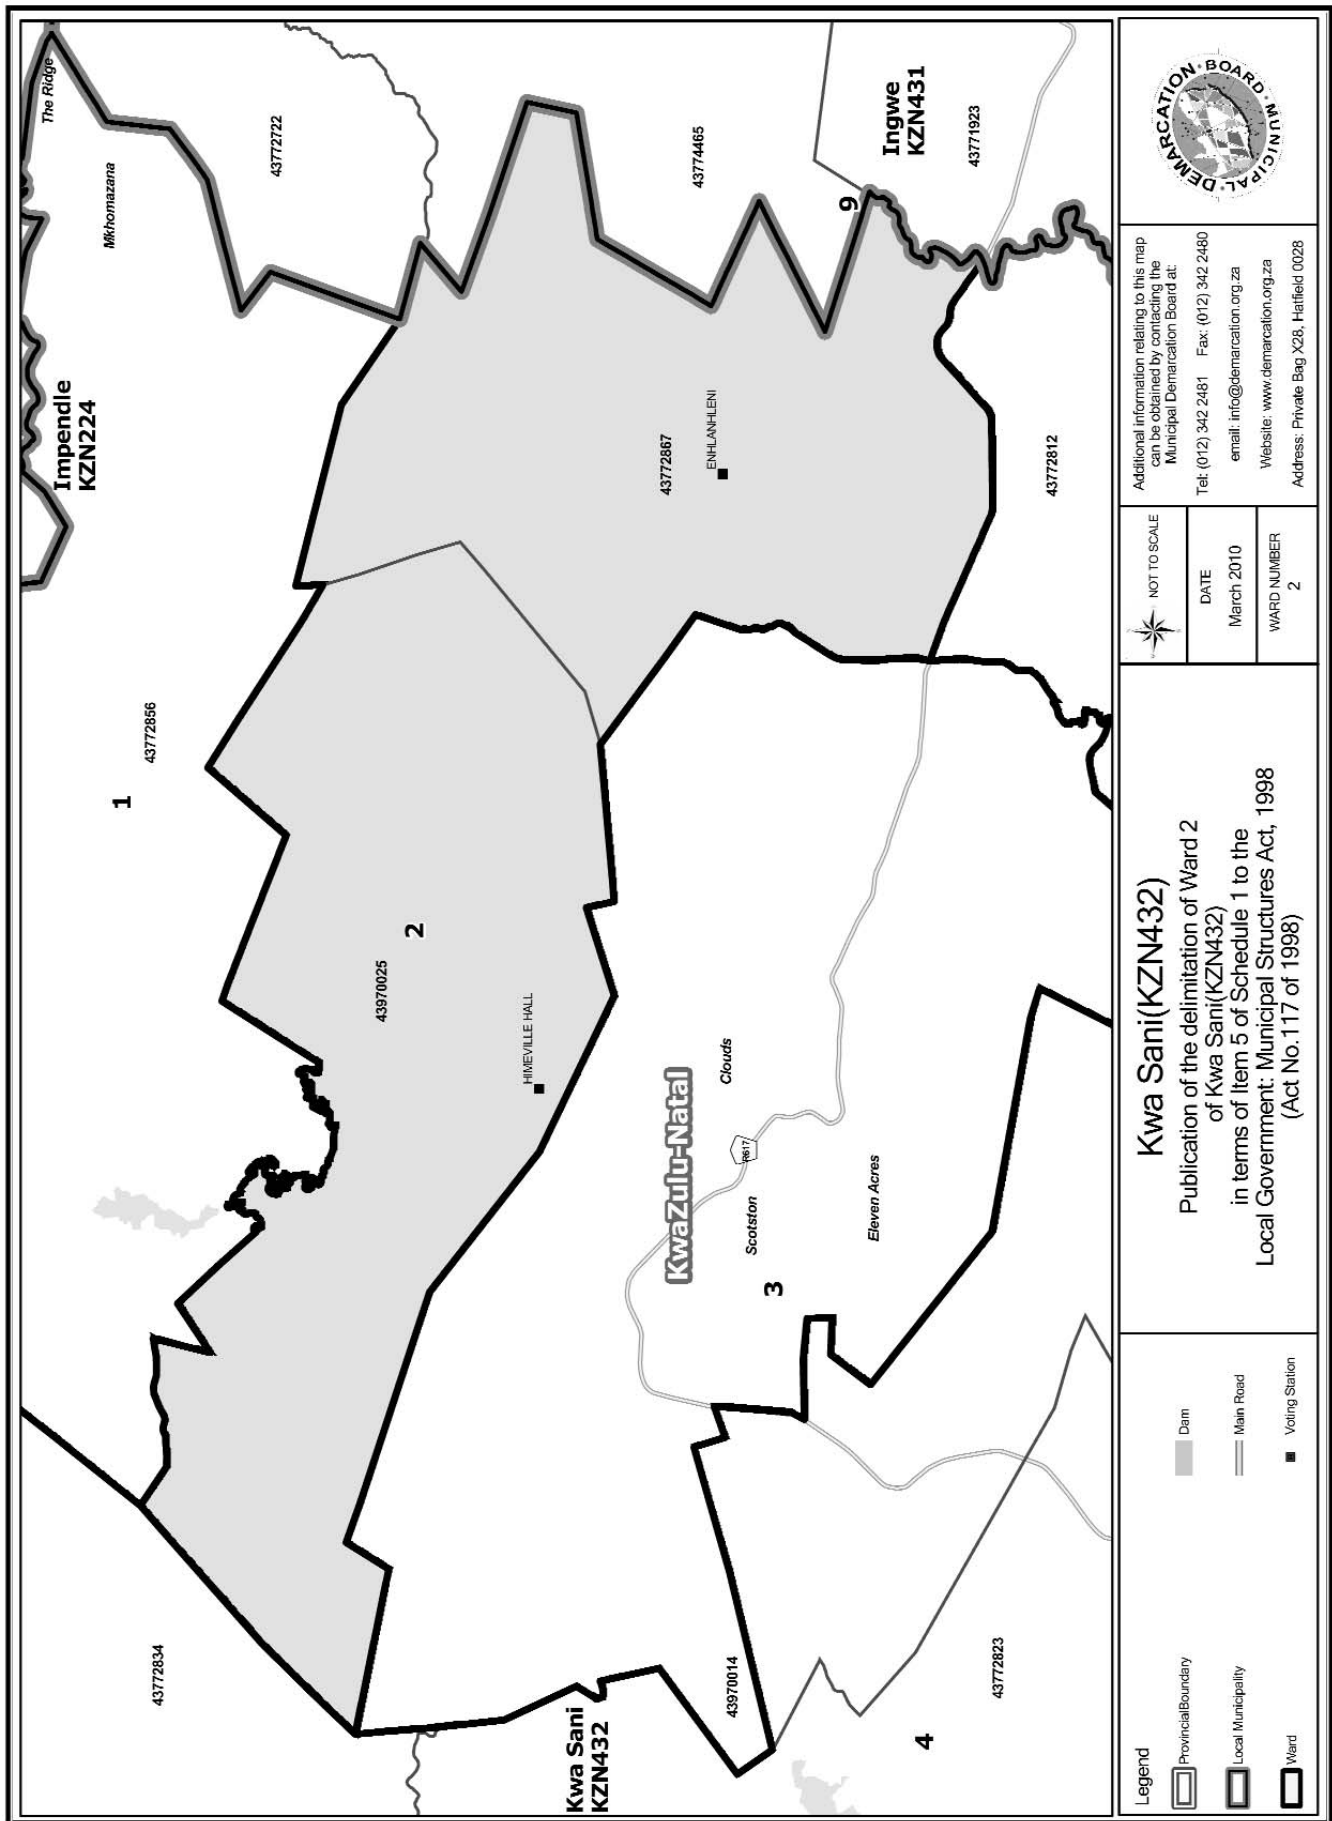 The Ridge
Mkhomazana
43772722
Impendle
KZN224
43774465
Ingwe
KZN431
43771923
9
1
43772856
43772867
ENHLANHLENI
43772812
2
43970025
HIMEVILLE HALL
KwaZulu-Natal
Clouds
R617
Scotston
Eleven Acres
3
43772834
Kwa Sani
KZN432
43970014
4
43772823
Legend
ProvincialBoundary
Local Municipality
Ward
Dam
Main Road
Voting Station
Kwa Sani(KZN432)
Publication of the delimitation of Ward 2
of Kwa Sani(KZN432)
in terms of Item 5 of Schedule 1 to the
Local Government: Municipal Structures Act, 1998
(Act No.117 of 1998)
NOT TO SCALE
DATE
March 2010
WARD NUMBER
2
Additional information relating to this map
can be obtained by contacting the
Municipal Demarcation Board at:
Tel: (012) 342 2481 Fax: (012) 342 2480
email: info@demarcation.org.za
Website: www.demarcation.org.za
Address: Private Bag X28, Hatfield 0028
MUNICIPAL • DEMARCATION • BOARD •